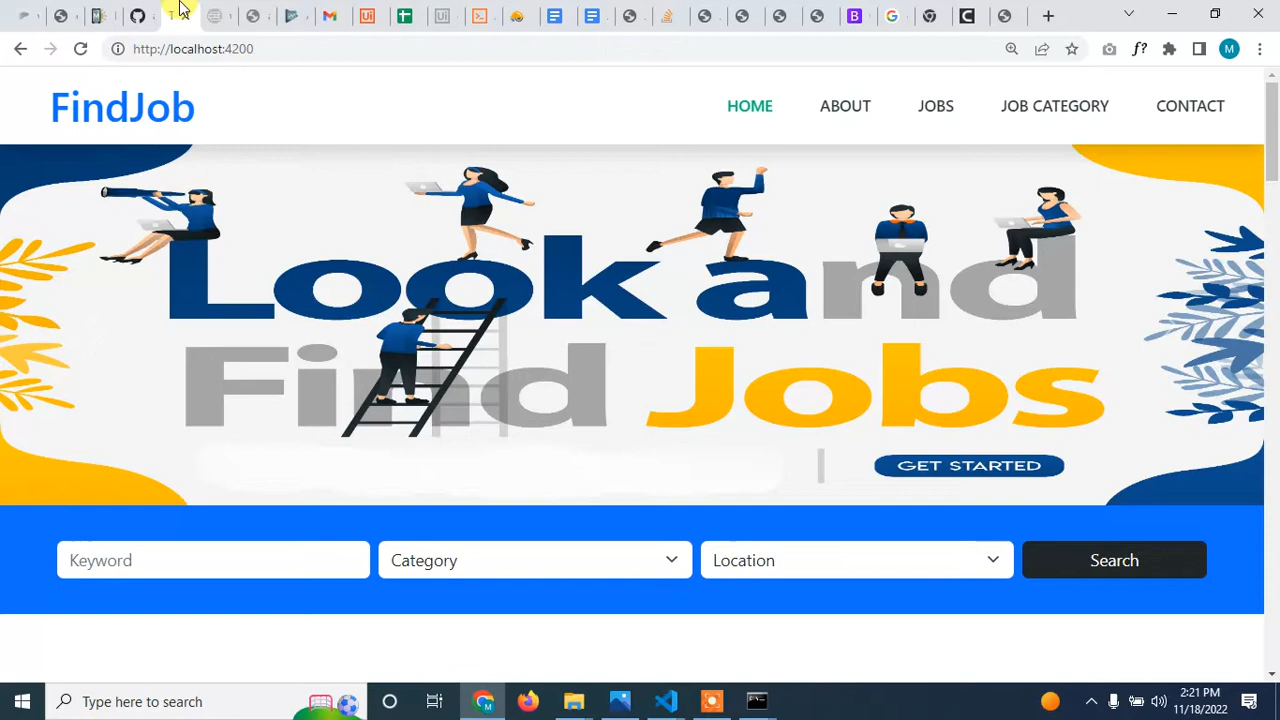 http://localhost:4200
FindJob
HOME ABOUT JOBS JOB CATEGORY CONTACT
Look and
Find Jobs
GET STARTED
Keyword Category Location Search
Type here to search
2:21 PM
11/18/2022